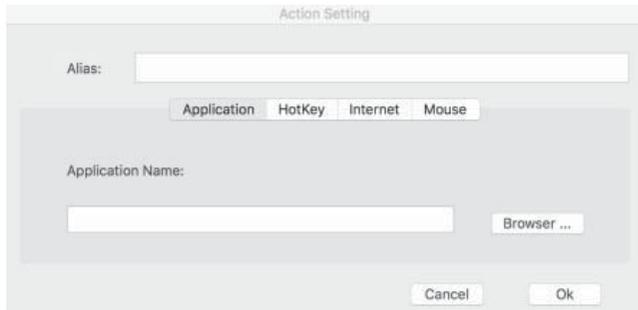 Action Setting
Alias:
Application HotKey Internet Mouse
Application Name:
Browser ...
Cancel Ok